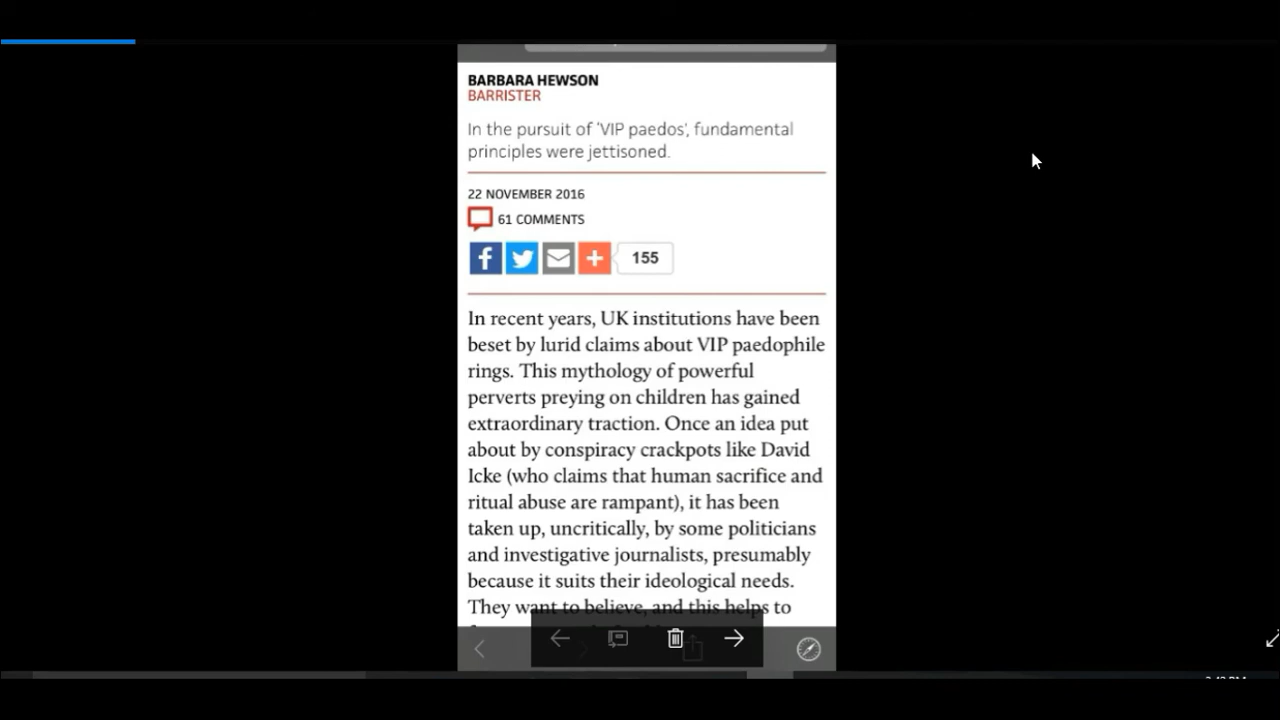 BARBARA HEWSON
BARRISTER
In the pursuit of 'VIP paedos', fundamental
principles were jettisoned.
22 NOVEMBER 2016
61 COMMENTS
155
In recent years, UK institutions have been
beset by lurid claims about VIP paedophile
rings. This mythology of powerful
perverts preying on children has gained
extraordinary traction. Once an idea put
about by conspiracy crackpots like David
Icke (who claims that human sacrifice and
ritual abuse are rampant), it has been
taken up, uncritically, by some politicians
and investigative journalists, presumably
because it suits their ideological needs.
They want to believe, and this helps to